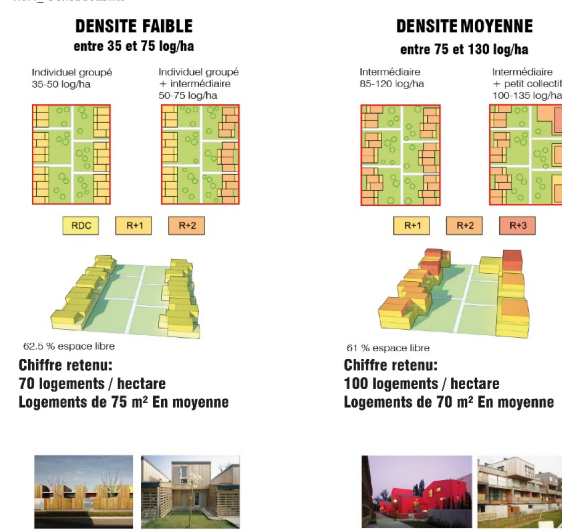 DENSITE FAIBLE
entre 35 et 75 log/ha
Individuel groupé
35-50 log/ha
Individuel groupé
+ intermédiaire
50-75 log/ha
RDC
R+1
R+2
62.5 % espace libre
Chiffre retenu:
70 logements / hectare
Logements de 75 m² En moyenne
DENSITE MOYENNE
entre 75 et 130 log/ha
Intermédiaire
85-120 log/ha
Intermédiaire
+ petit collectif
100-135 log/ha
R+1
R+2
R+3
61 % espace libre
Chiffre retenu:
100 logements / hectare
Logements de 70 m² En moyenne